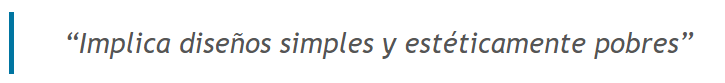 “Implica diseños simples y estéticamente pobres”